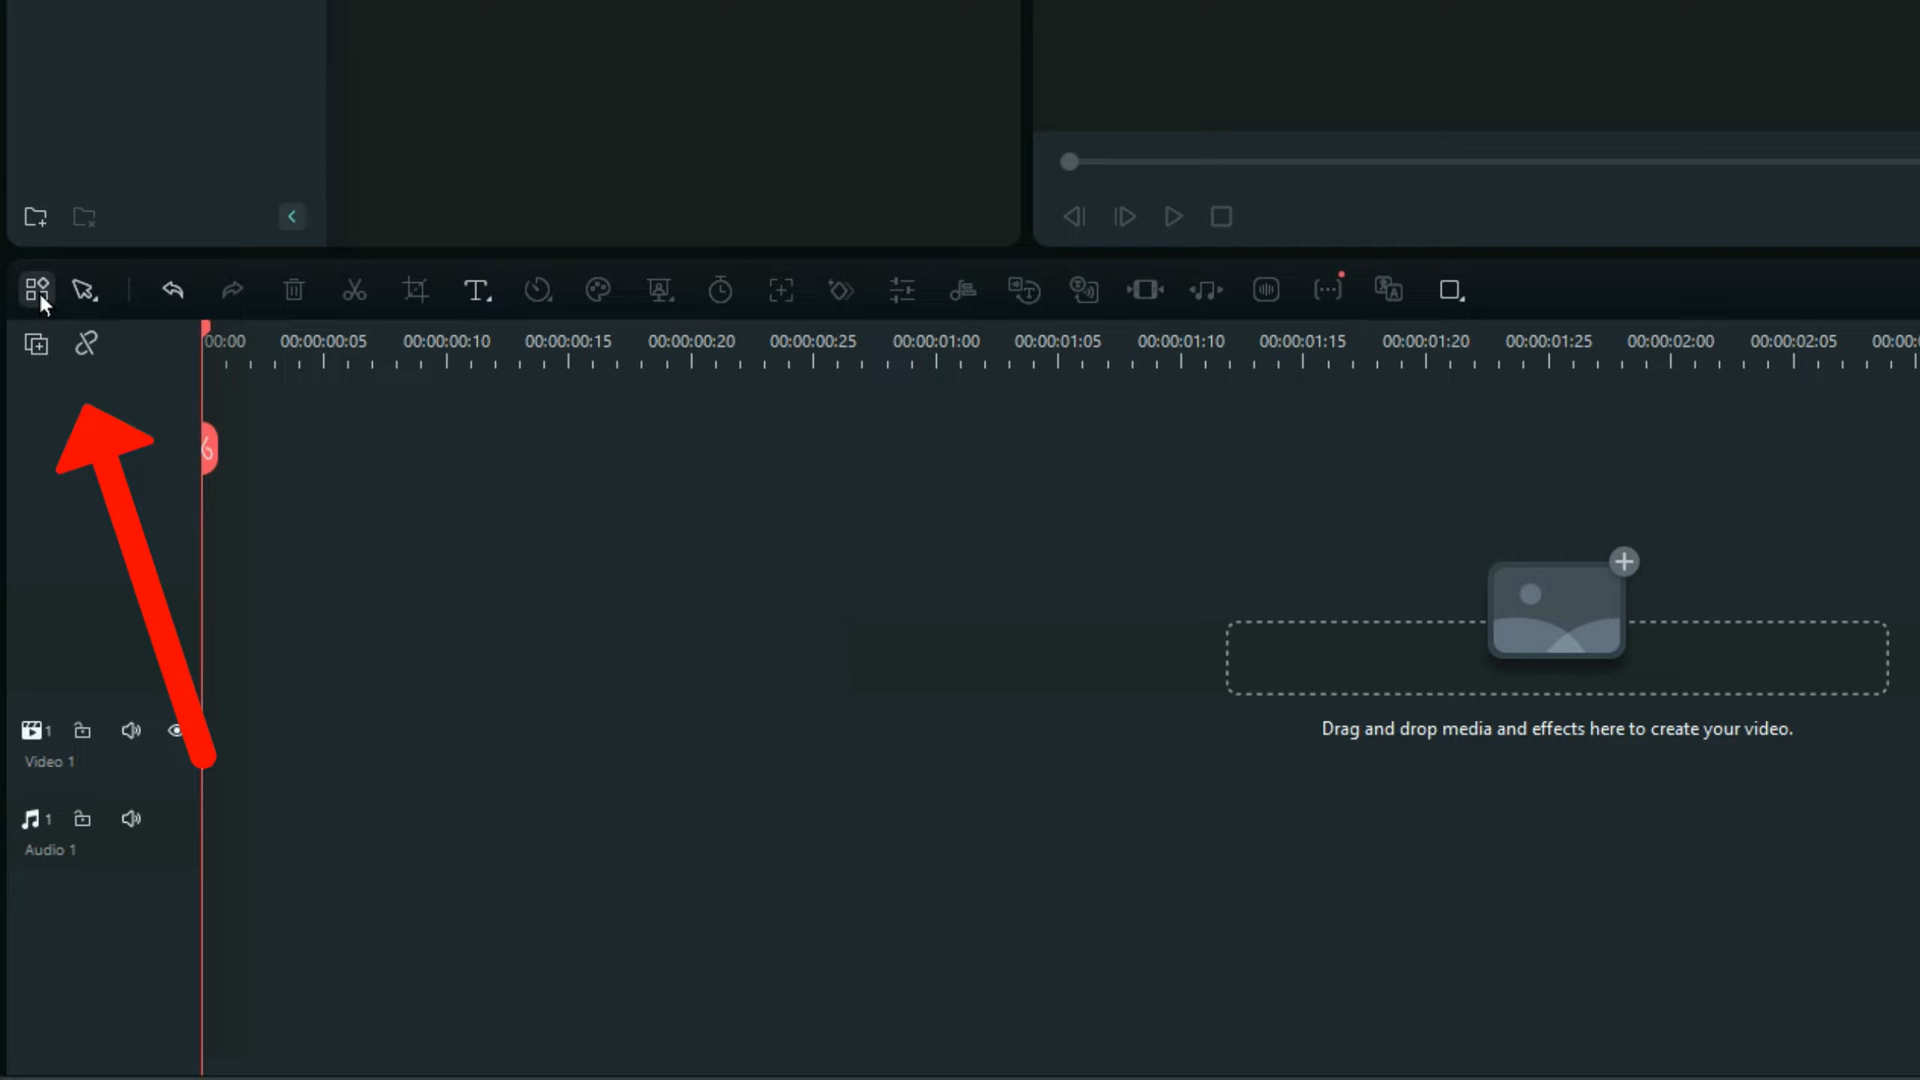 00:00 00:00:00:05 00:00:00:10 00:00:00:15 00:00:00:20 00:00:00:25 00:00:01:00 00:00:01:05 00:00:01:10 00:00:01:15 00:00:01:20 00:00:01:25 00:00:02:00 00:00:02:05 00:00:
Drag and drop media and effects here to create your video.
1
Video 1
1
Audio 1